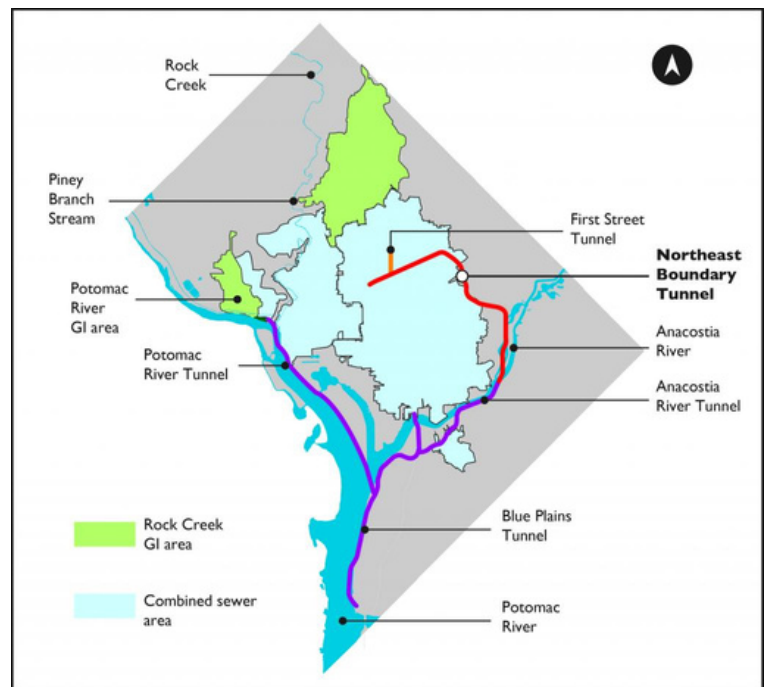 Rock
Creek
Piney
Branch
Stream
First Street
Tunnel
Northeast
Boundary
Tunnel
Potomac
River
GI area
Anacostia
River
Potomac
River Tunnel
Anacostia
River Tunnel
Rock Creek
GI area
Blue Plains
Tunnel
Combined sewer
area
Potomac
River